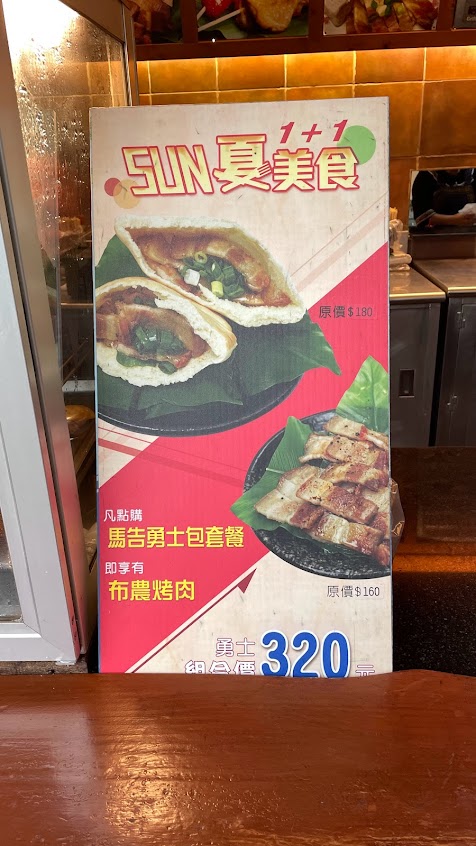 1+1
SUN夏美食
原價$180
凡點購
馬告勇士包套餐
即享有
布農烤肉
原價$160
勇士
組合價320元